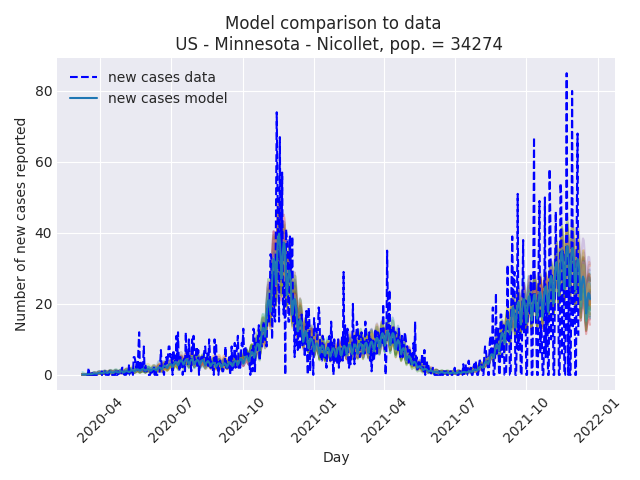 Model comparison to data
US - Minnesota - Nicollet, pop. = 34274
new cases data
new cases model
Number of new cases reported
80
60
40
20
0
2020-04
2020-07
2020-10
2021-01
2021-04
2021-07
2021-10
2022-01
Day